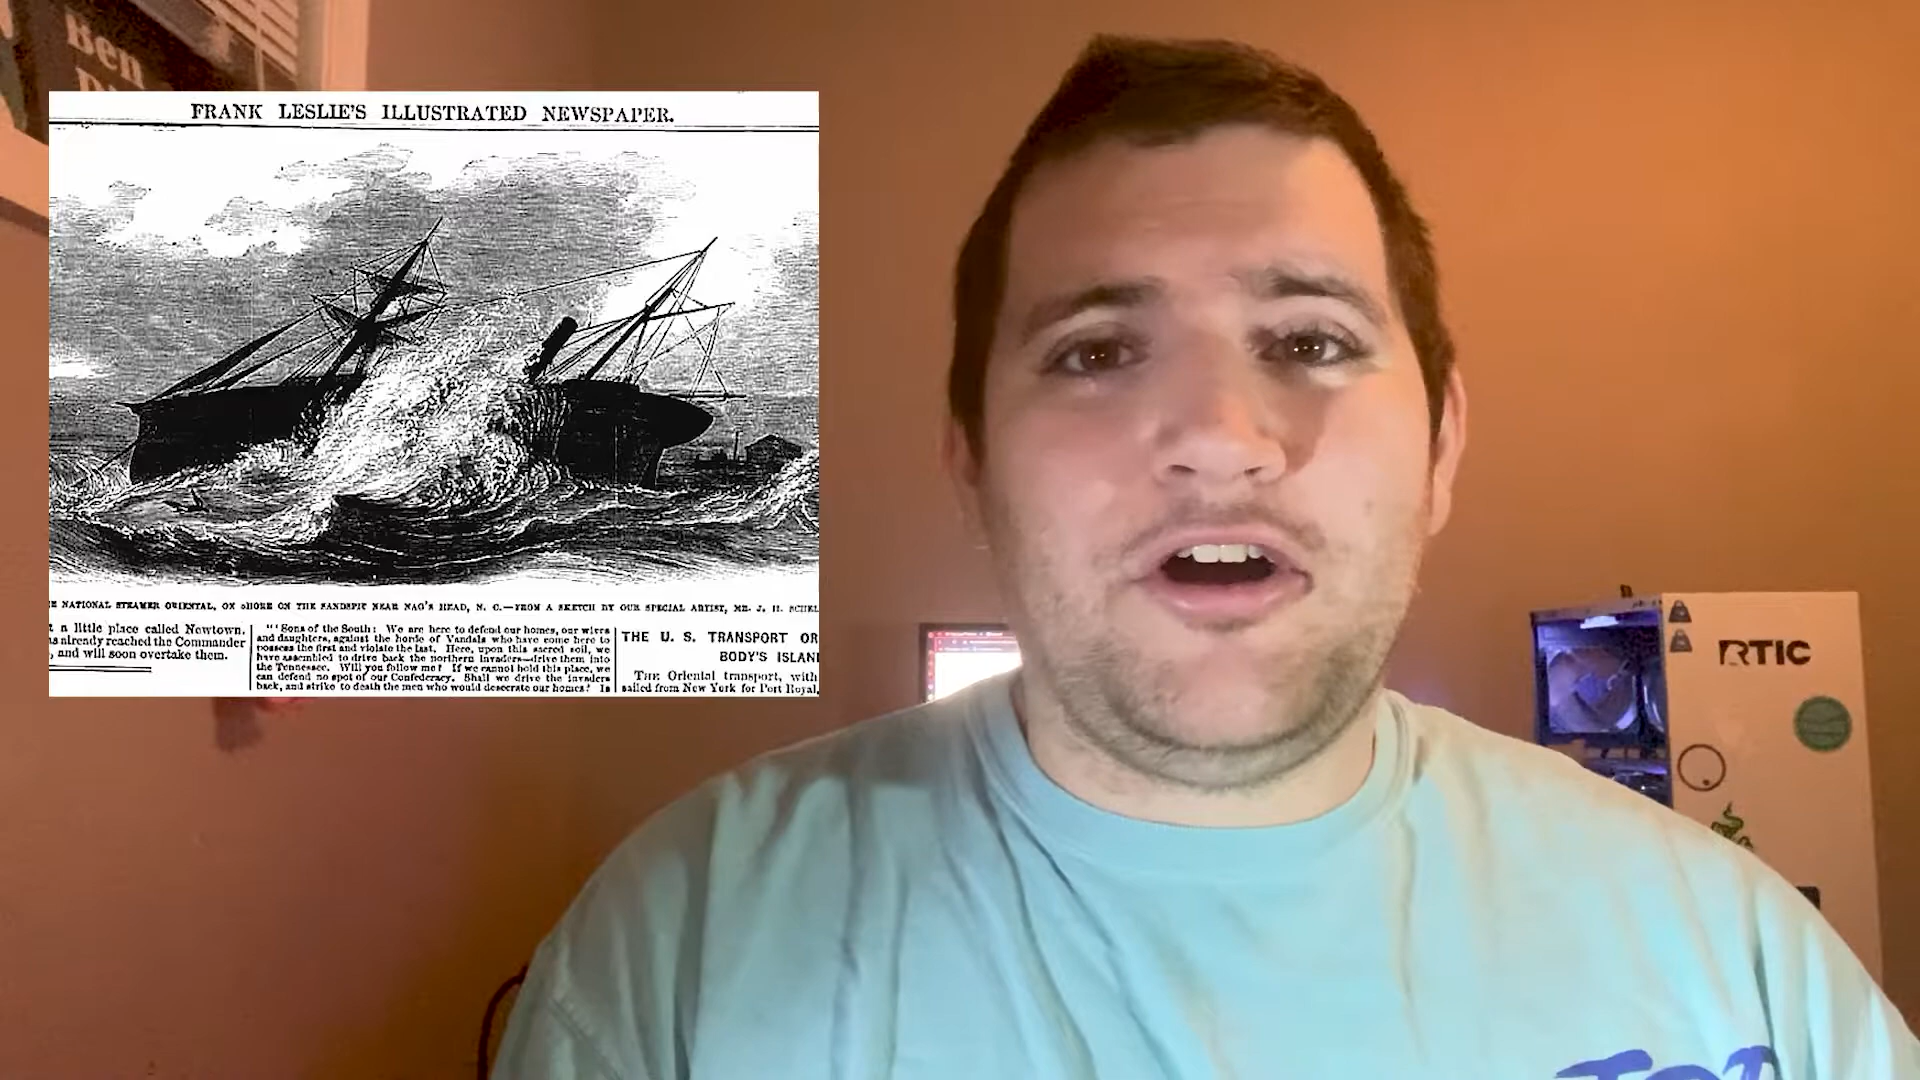 Ben
FRANK LESLIE'S ILLUSTRATED NEWSPAPER.
NATIONAL STEAMER ORIENTAL, ON SHORE ON THE SANDSPIT NEAR NAG'S HEAD, N. C.—FROM A SKETCH BY OUR SPECIAL ARTIST, MR. J. H.
a little place called Newtown.
as already reached the Commander
, and will soon overtake them.
"'Sons of the South: We are here to defend our homes, our wives
and daughters, against the horde of Vandals who have come here to
possess the first and violate the last. Here, upon this sacred soil, we
have assembled to drive back the northern invaders—drive them into
the Tennessee. Will you follow me? If we cannot hold this place, we
can defend no spot of our Confederacy. Shall we drive the invaders
back, and strike to death the men who would desecrate our homes? Is
THE U. S. TRANSPORT OR
BODY'S ISLAN
THE Oriental transport, with
sailed from New York for Port Royal,
RTIC